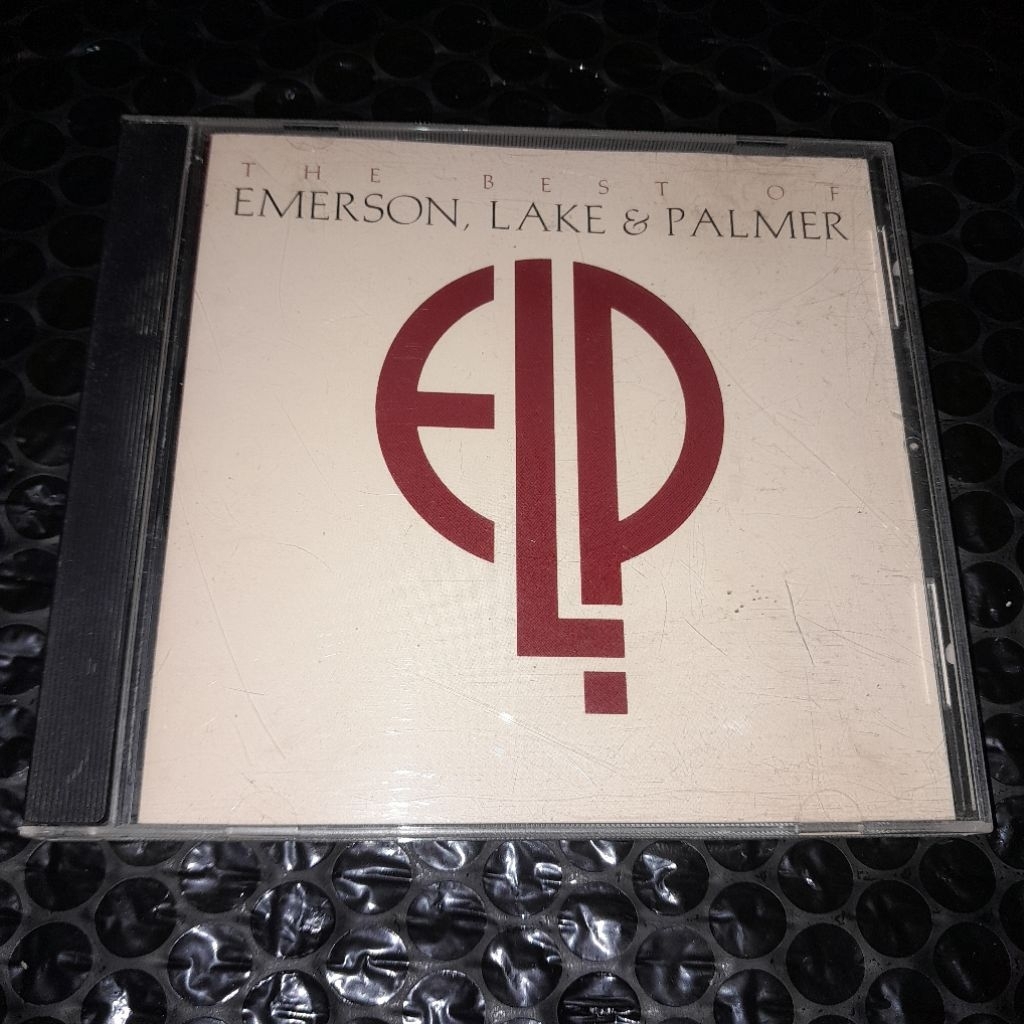 THE BEST OF
EMERSON, LAKE & PALMER
ELP